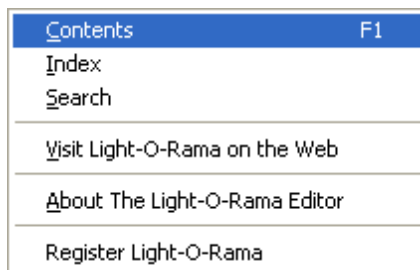 Contents F1
Index
Search
Visit Light-O-Rama on the Web
About The Light-O-Rama Editor
Register Light-O-Rama